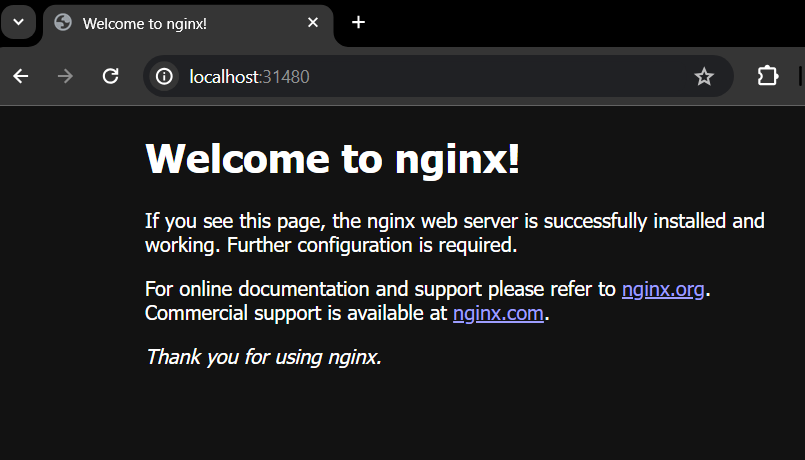 Welcome to nginx!
localhost:31480
Welcome to nginx!
If you see this page, the nginx web server is successfully installed and
working. Further configuration is required.
For online documentation and support please refer to nginx.org.
Commercial support is available at nginx.com.
Thank you for using nginx.